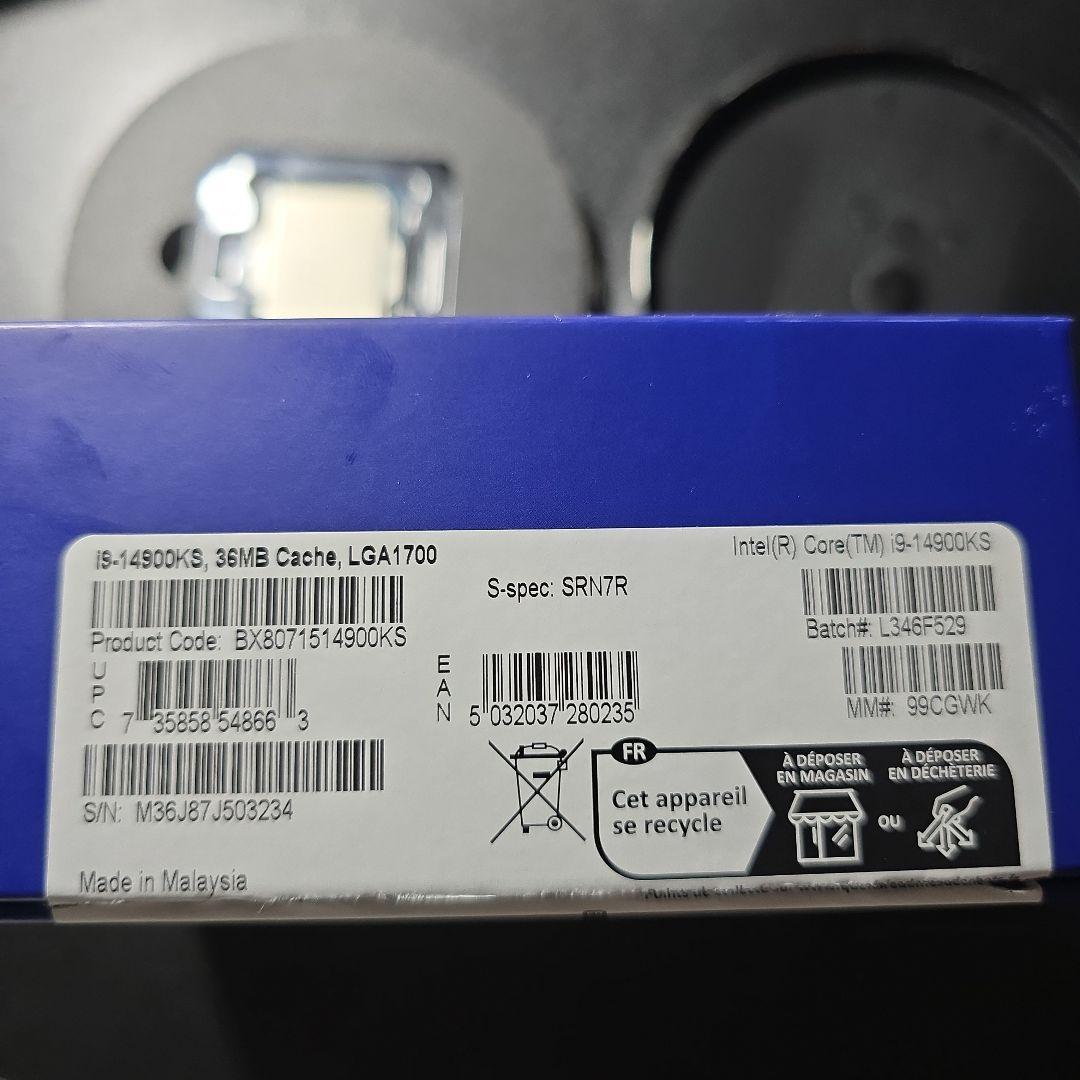 i9-14900KS, 36MB Cache, LGA1700
Intel(R) Core(TM) i9-14900KS
S-spec: SRN7R
Product Code: BX8071514900KS
Batch#: L346F529
UPC
7 35858 54866 3
EAN
5 032037 280235
MM#: 99CGWK
S/N: M36J87J503234
FR
Cet appareil
se recycle
À DÉPOSER
EN MAGASIN
OU
À DÉPOSER
EN DÉCHÈTERIE
Made in Malaysia